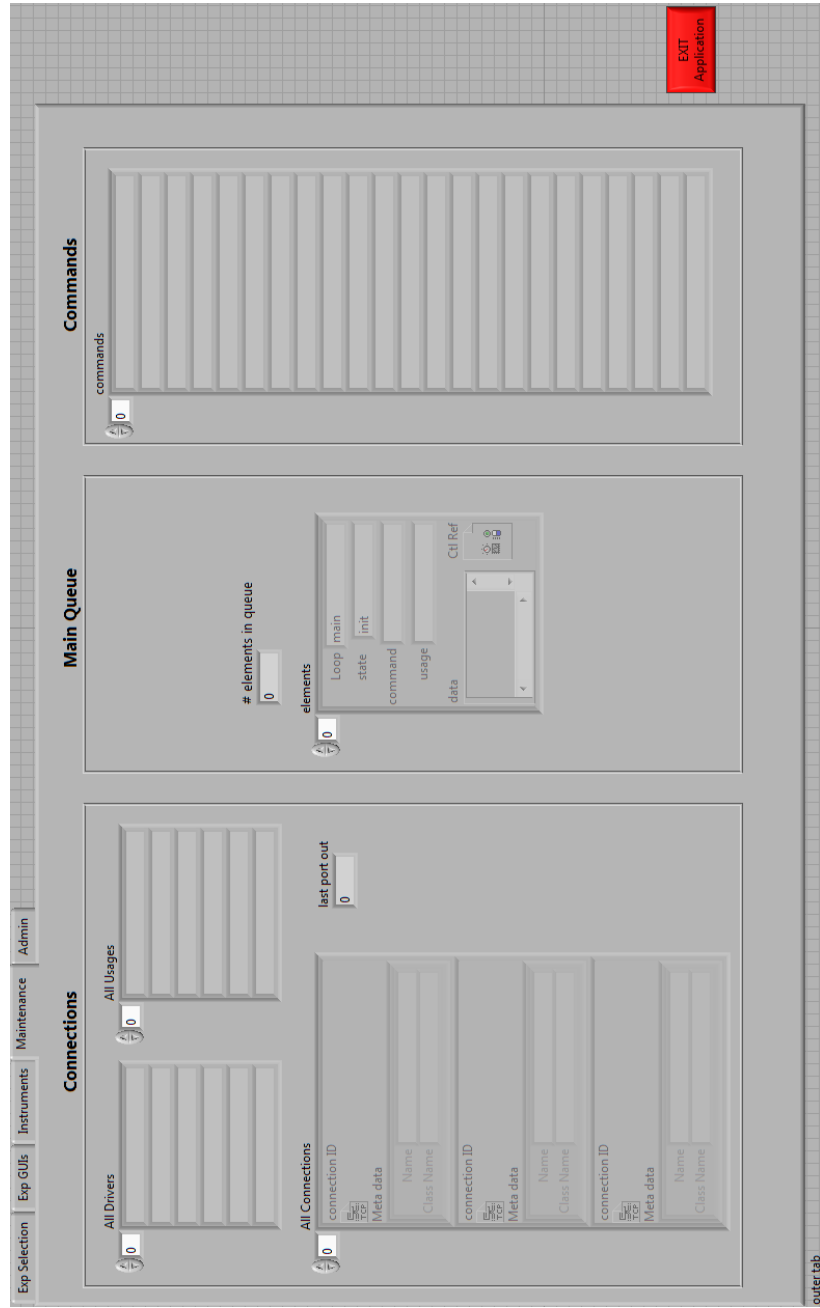 Exp Selection
Exp GUIs
Instruments
Maintenance
Admin
Connections
All Drivers
0
All Usages
0
All Connections
0
connection ID
TCP
Meta data
Name
Class Name
connection ID
TCP
Meta data
Name
Class Name
connection ID
TCP
Meta data
Name
Class Name
last port out
0
Main Queue
# elements in queue
0
elements
0
Loop main
state init
command
usage
data
Ctl Ref
Commands
commands
0
EXIT
Application
outer tab